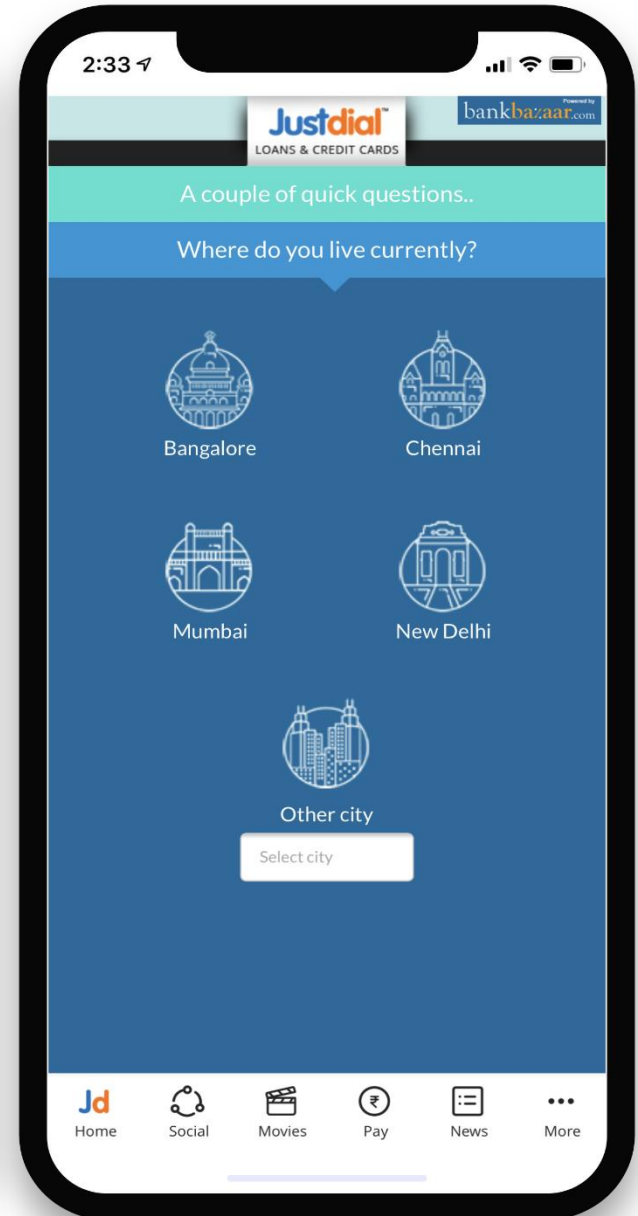 2:33
Justdial™
LOANS & CREDIT CARDS
Powered by
bankbazaar.com
A couple of quick questions..
Where do you live currently?
Bangalore
Chennai
Mumbai
New Delhi
Other city
Select city
Jd
₹
Home
Social
Movies
Pay
News
More